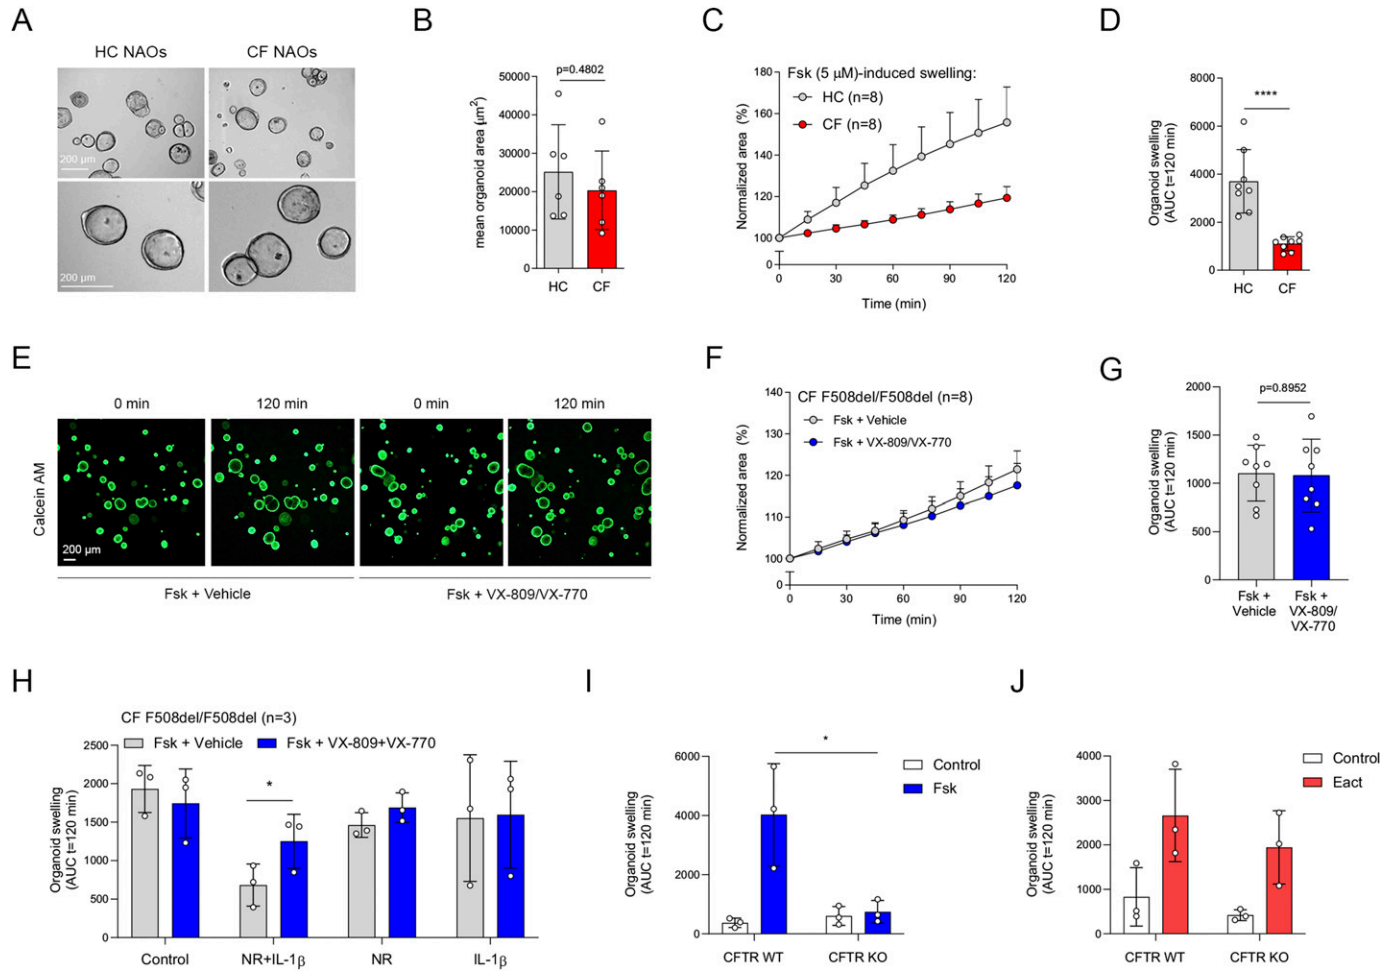 A
HC NAOs
CF NAOs
200 µm
200 µm
B
p=0.4802
mean organoid area (µm²)
50000
40000
30000
20000
10000
0
HC
CF
C
Fsk (5 µM)-induced swelling:
HC (n=8)
CF (n=8)
Normalized area (%)
180
160
140
120
100
0
0
30
60
90
120
Time (min)
D
****
Organoid swelling
(AUC t=120 min)
8000
6000
4000
2000
0
HC
CF
E
0 min
120 min
0 min
120 min
Calcein AM
200 µm
Fsk + Vehicle
Fsk + VX-809/VX-770
F
CF F508del/F508del (n=8)
Fsk + Vehicle
Fsk + VX-809/VX-770
Normalized area (%)
140
130
120
110
100
0
0
30
60
90
120
Time (min)
G
p=0.8952
Organoid swelling
(AUC t=120 min)
2000
1500
1000
500
0
Fsk +
Vehicle
Fsk +
VX-809/
VX-770
H
CF F508del/F508del (n=3)
Fsk + Vehicle
Fsk + VX-809+VX-770
*
Organoid swelling
(AUC t=120 min)
2500
2000
1500
1000
500
0
Control
NR+IL-1β
NR
IL-1β
I
*
Control
Fsk
Organoid swelling
(AUC t=120 min)
6000
4000
2000
0
CFTR WT
CFTR KO
J
Control
Eact
Organoid swelling
(AUC t=120 min)
4000
3000
2000
1000
0
CFTR WT
CFTR KO